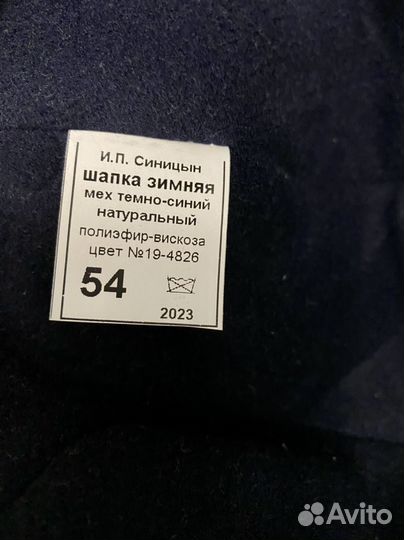 И.П. Синицын
шапка зимняя
мех темно-синий
натуральный
полиэфир-вискоза
цвет №19-4826
54
2023
Avito